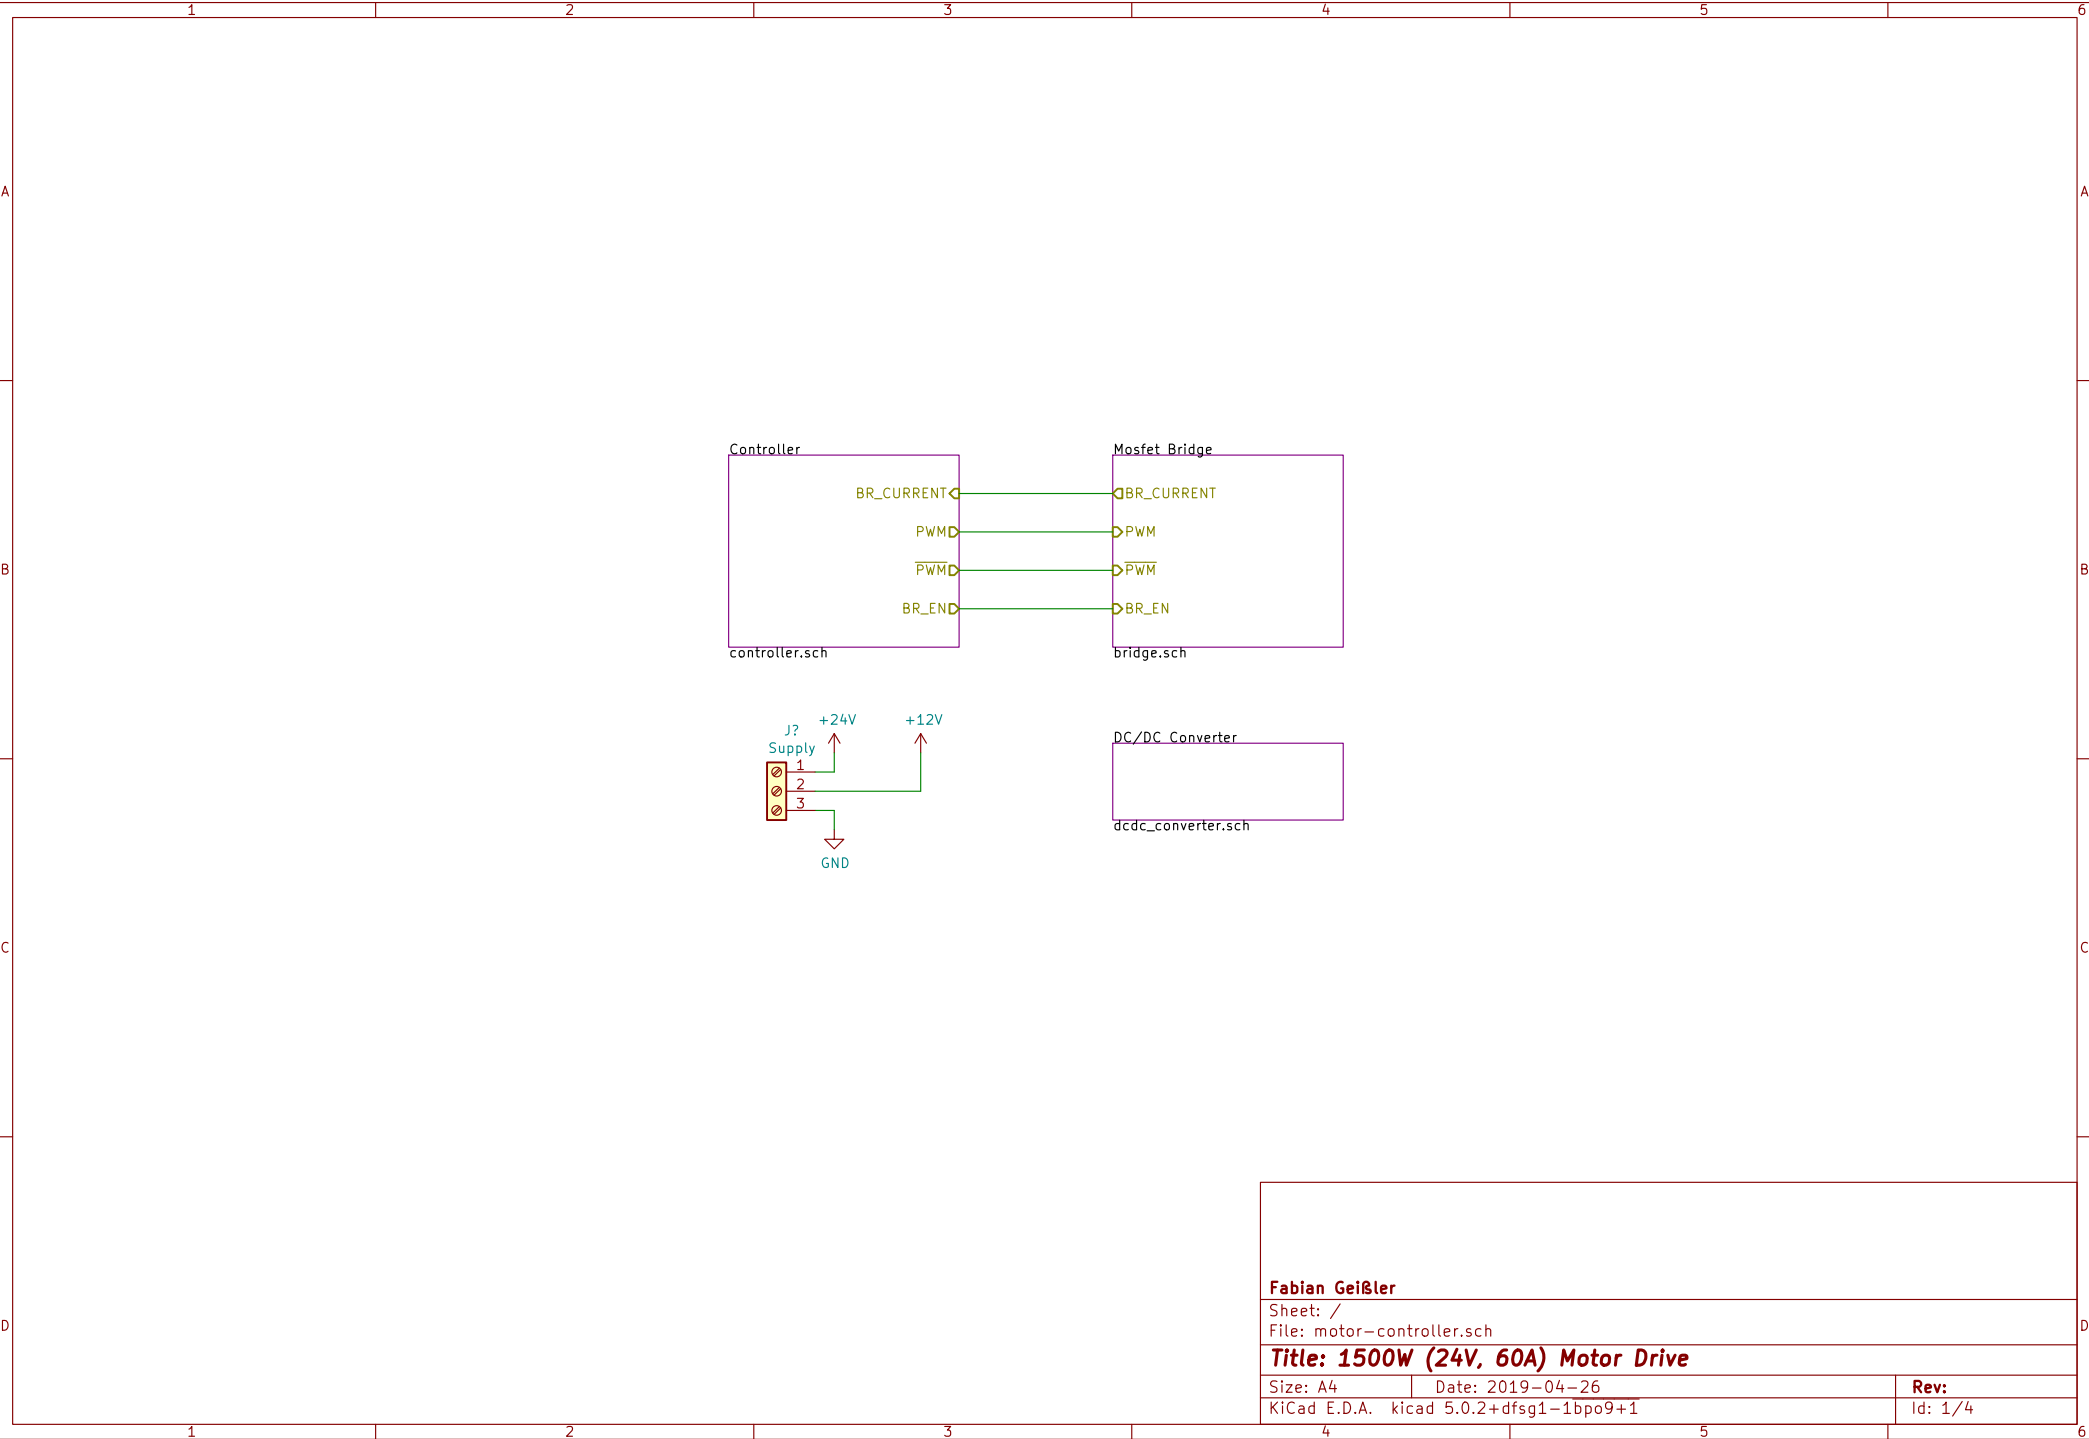 1 2 3 4 5 6
A A
Controller Mosfet Bridge
BR_CURRENT BR_CURRENT
PWM PWM
B PWM PWM B
BR_EN BR_EN
controller.sch bridge.sch
+24V +12V
J?
Supply
DC/DC Converter
1
2
3
dcdc_converter.sch
GND
C C
Fabian Geißler
Sheet: /
D D
File: motor-controller.sch
Title: 1500W (24V, 60A) Motor Drive
Size: A4 Date: 2019-04-26 Rev:
KiCad E.D.A. kicad 5.0.2+dfsg1-1~bpo9+1 Id: 1/4
1 2 3 4 5 6